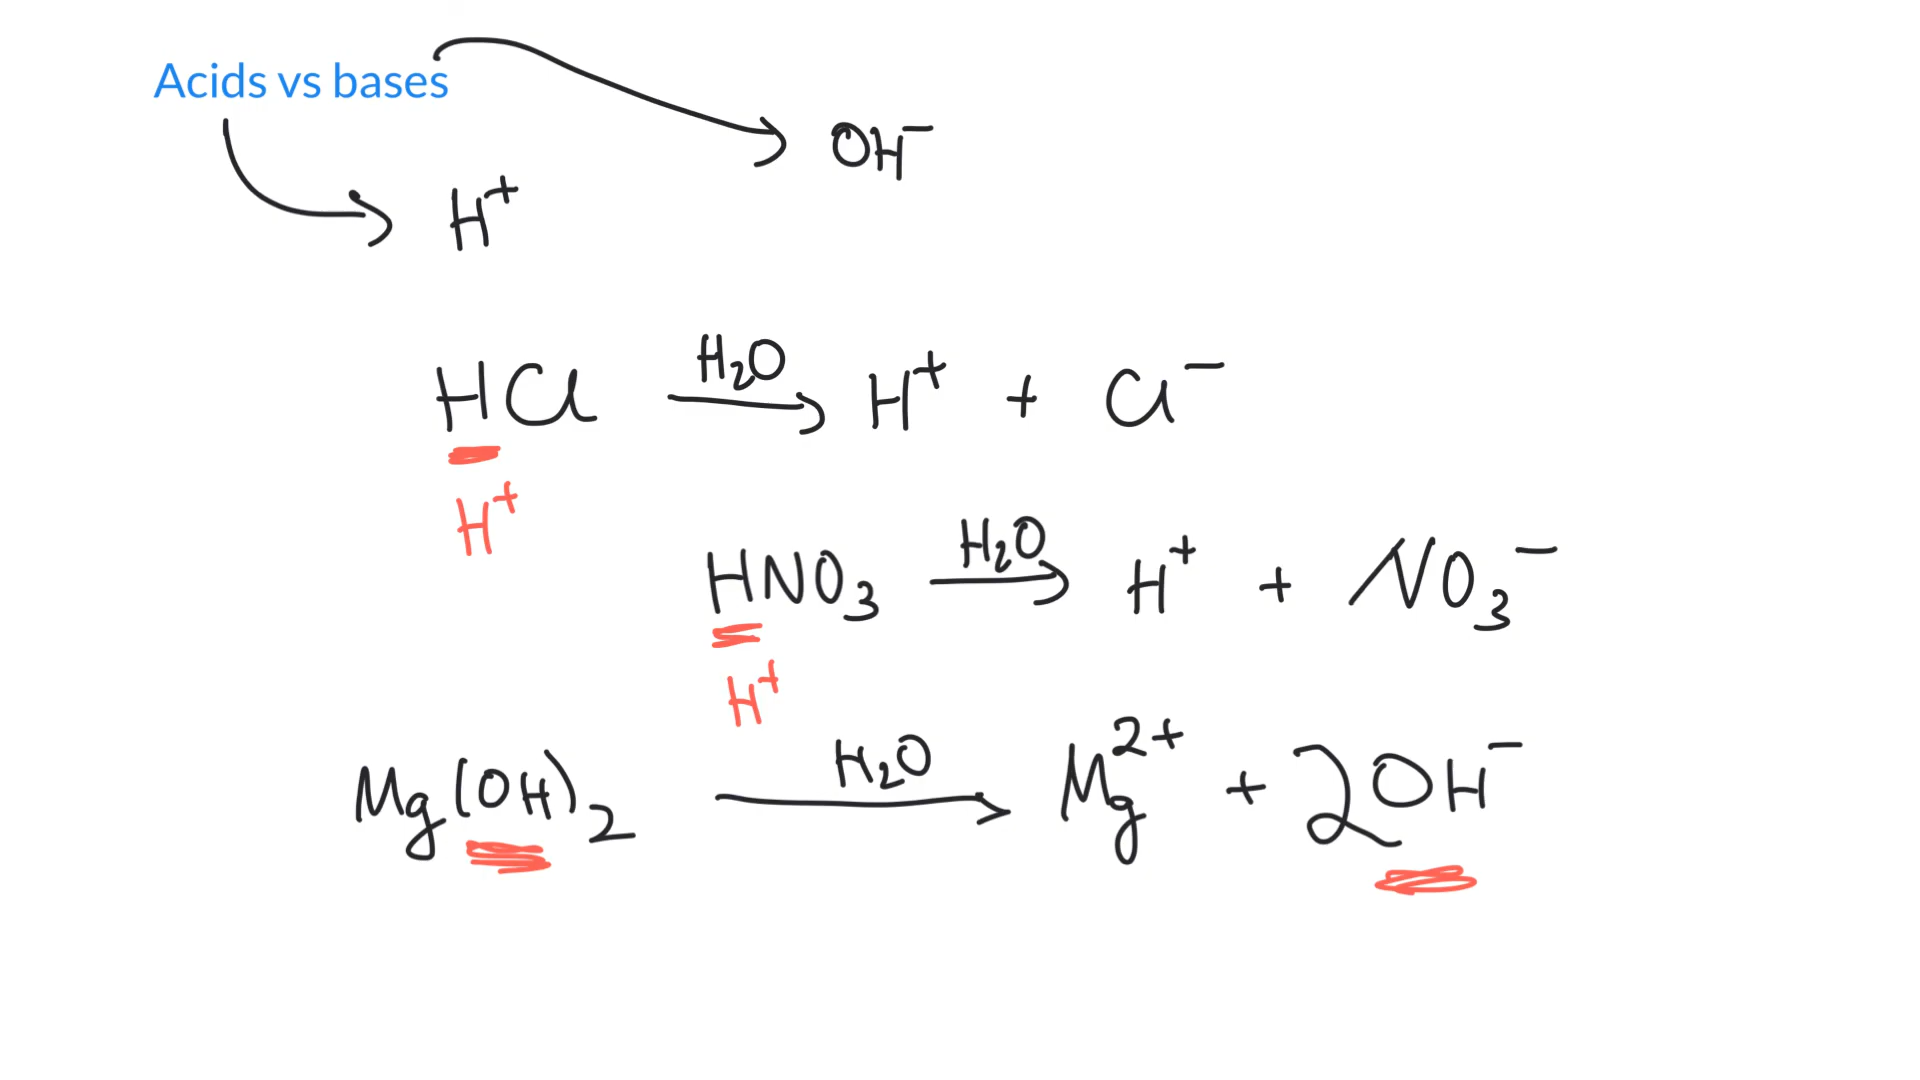 Acids vs bases
OH⁻
H⁺
HCl —H₂O→ H⁺ + Cl⁻
H⁺
HNO₃ —H₂O→ H⁺ + NO₃⁻
H⁺
Mg(OH)₂ —H₂O→ Mg²⁺ + 2OH⁻